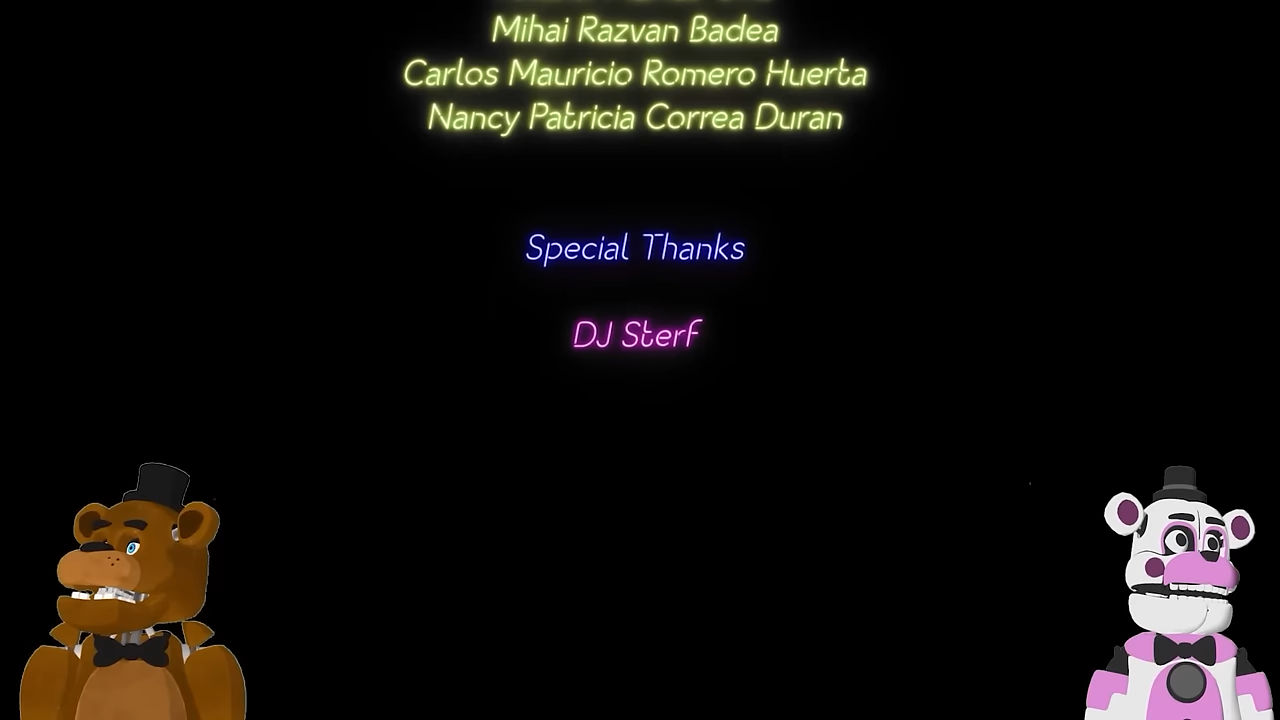 Mihai Razvan Badea
Carlos Mauricio Romero Huerta
Nancy Patricia Correa Duran
Special Thanks
DJ Sterf